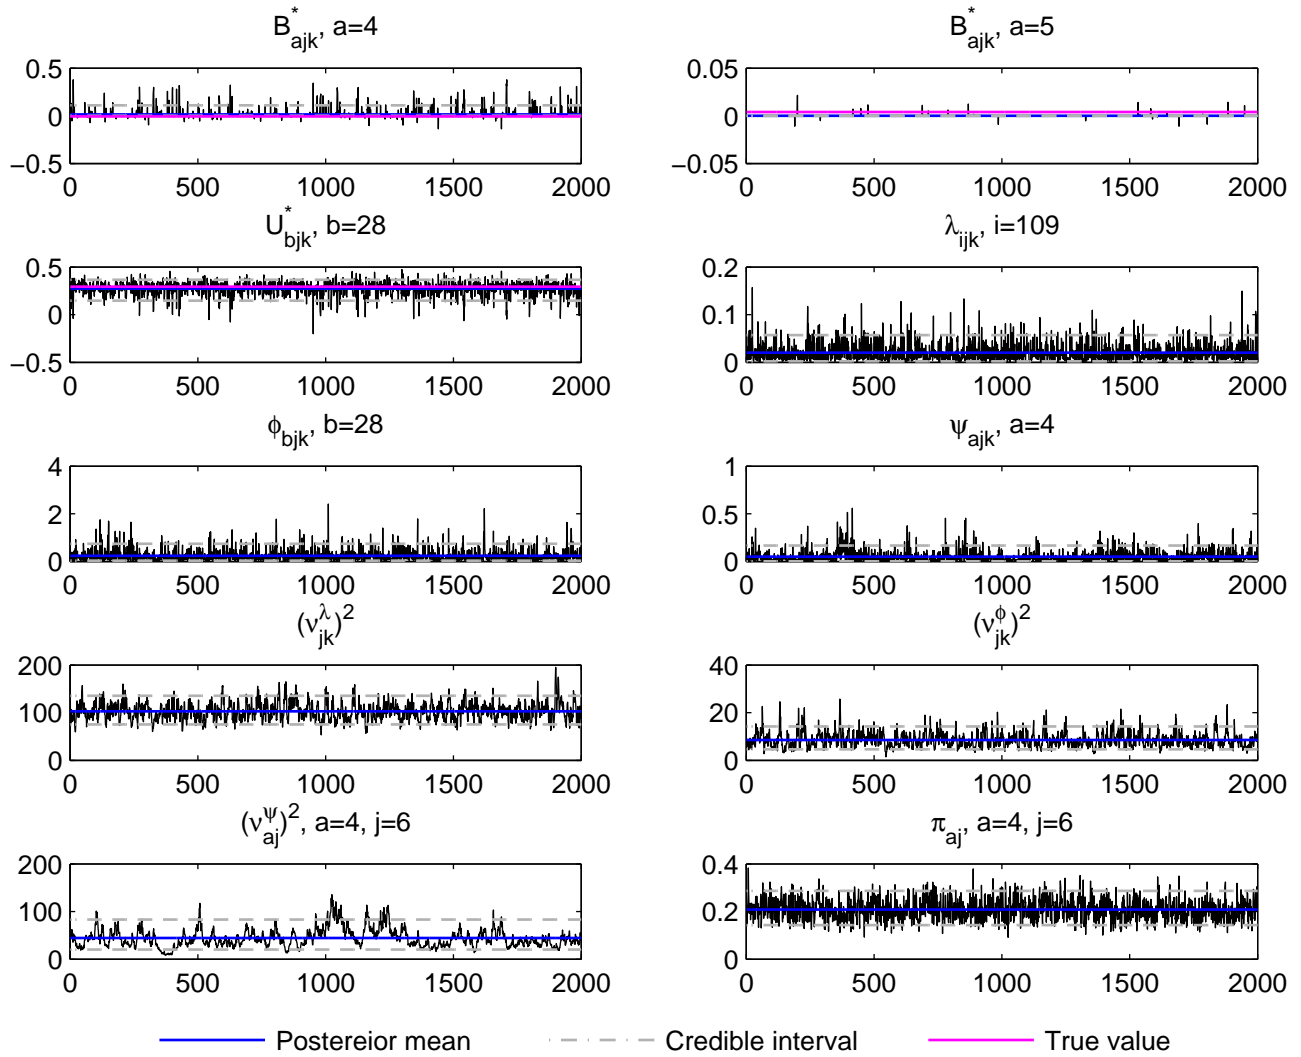 B*ajk, a=4
B*ajk, a=5
0.5
0
−0.5
0 500 1000 1500 2000
0.05
0
−0.05
0 500 1000 1500 2000
U*bjk, b=28
λijk, i=109
0.5
0
−0.5
0 500 1000 1500 2000
0.2
0.1
0
0 500 1000 1500 2000
ϕbjk, b=28
ψajk, a=4
4
2
0
0 500 1000 1500 2000
1
0.5
0
0 500 1000 1500 2000
(νλjk)2
(νϕjk)2
200
100
0
0 500 1000 1500 2000
40
20
0
0 500 1000 1500 2000
(νψaj)2, a=4, j=6
πaj, a=4, j=6
200
100
0
0 500 1000 1500 2000
0.4
0.2
0
0 500 1000 1500 2000
Postereior mean Credible interval True value